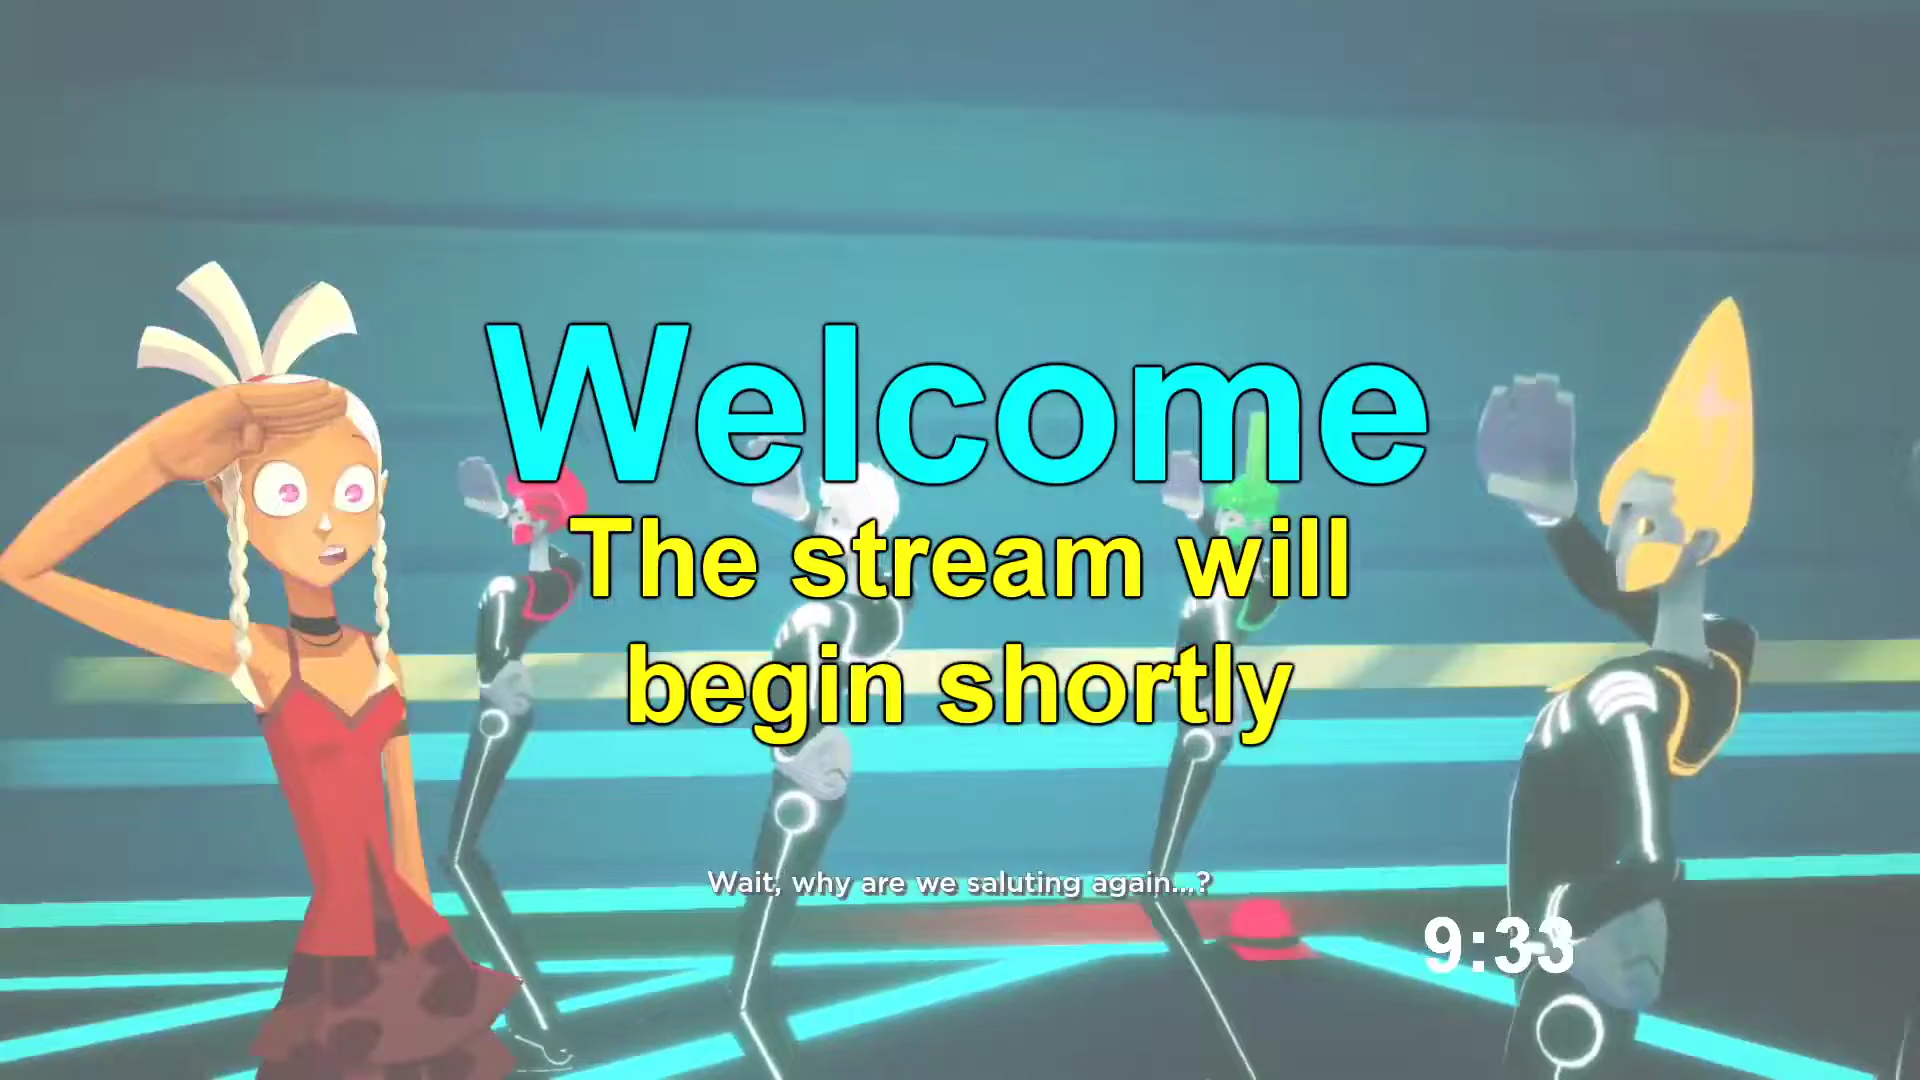 Welcome
The stream will
begin shortly
Wait, why are we saluting again...?
9:33